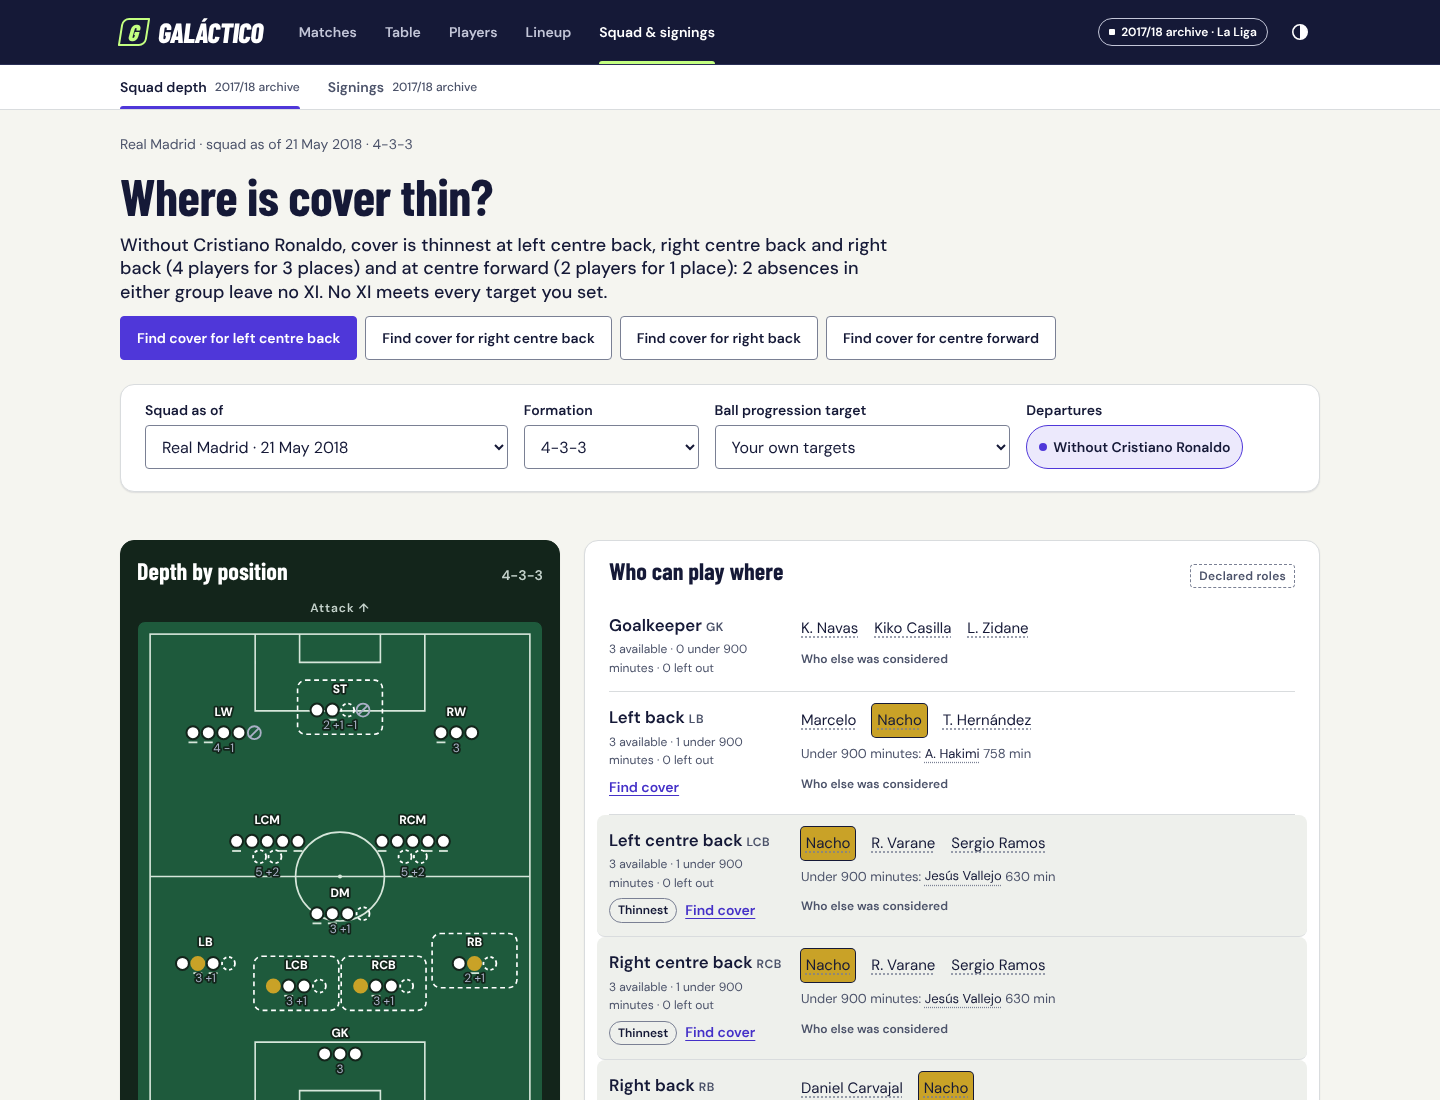 G GALÁCTICO
Matches Table Players Lineup Squad & signings
2017/18 archive · La Liga
Squad depth 2017/18 archive Signings 2017/18 archive
Real Madrid · squad as of 21 May 2018 · 4-3-3
Where is cover thin?
Without Cristiano Ronaldo, cover is thinnest at left centre back, right centre back and right
back (4 players for 3 places) and at centre forward (2 players for 1 place): 2 absences in
either group leave no XI. No XI meets every target you set.
Find cover for left centre back Find cover for right centre back Find cover for right back Find cover for centre forward
Squad as of Formation Ball progression target Departures
Real Madrid · 21 May 2018 4-3-3 Your own targets Without Cristiano Ronaldo
Depth by position 4-3-3
Attack ↑
ST
2 +1 −1
LW
4 −1
RW
3
LCM
5 +2
RCM
5 +2
DM
3 +1
LB
3 +1
LCB
3 +1
RCB
3 +1
RB
2 +1
GK
3
Who can play where Declared roles
Goalkeeper GK K. Navas Kiko Casilla L. Zidane
3 available · 0 under 900
minutes · 0 left out
Who else was considered
Left back LB Marcelo Nacho T. Hernández
3 available · 1 under 900
minutes · 0 left out
Under 900 minutes: A. Hakimi 758 min
Find cover
Who else was considered
Left centre back LCB Nacho R. Varane Sergio Ramos
3 available · 1 under 900
minutes · 0 left out
Under 900 minutes: Jesús Vallejo 630 min
Thinnest Find cover
Who else was considered
Right centre back RCB Nacho R. Varane Sergio Ramos
3 available · 1 under 900
minutes · 0 left out
Under 900 minutes: Jesús Vallejo 630 min
Thinnest Find cover
Who else was considered
Right back RB Daniel Carvajal Nacho